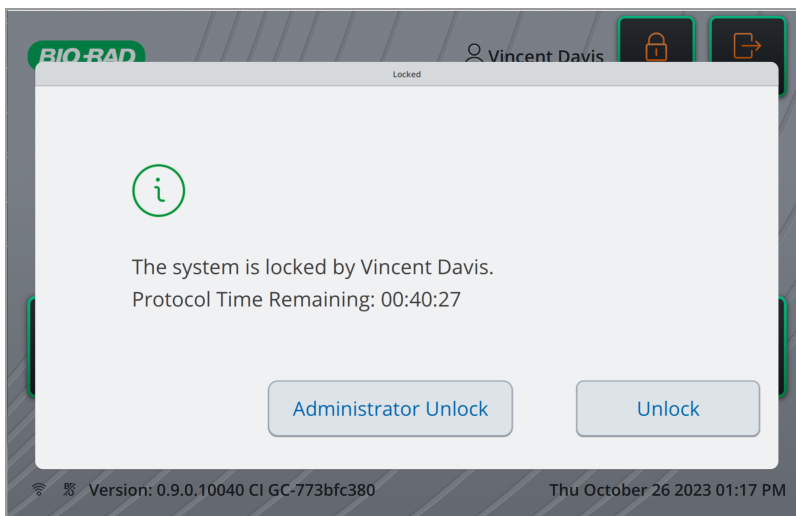 BIO-RAD
Vincent Davis
Locked
The system is locked by Vincent Davis.
Protocol Time Remaining: 00:40:27
Administrator Unlock
Unlock
Version: 0.9.0.10040 CI GC-773bfc380
Thu October 26 2023 01:17 PM